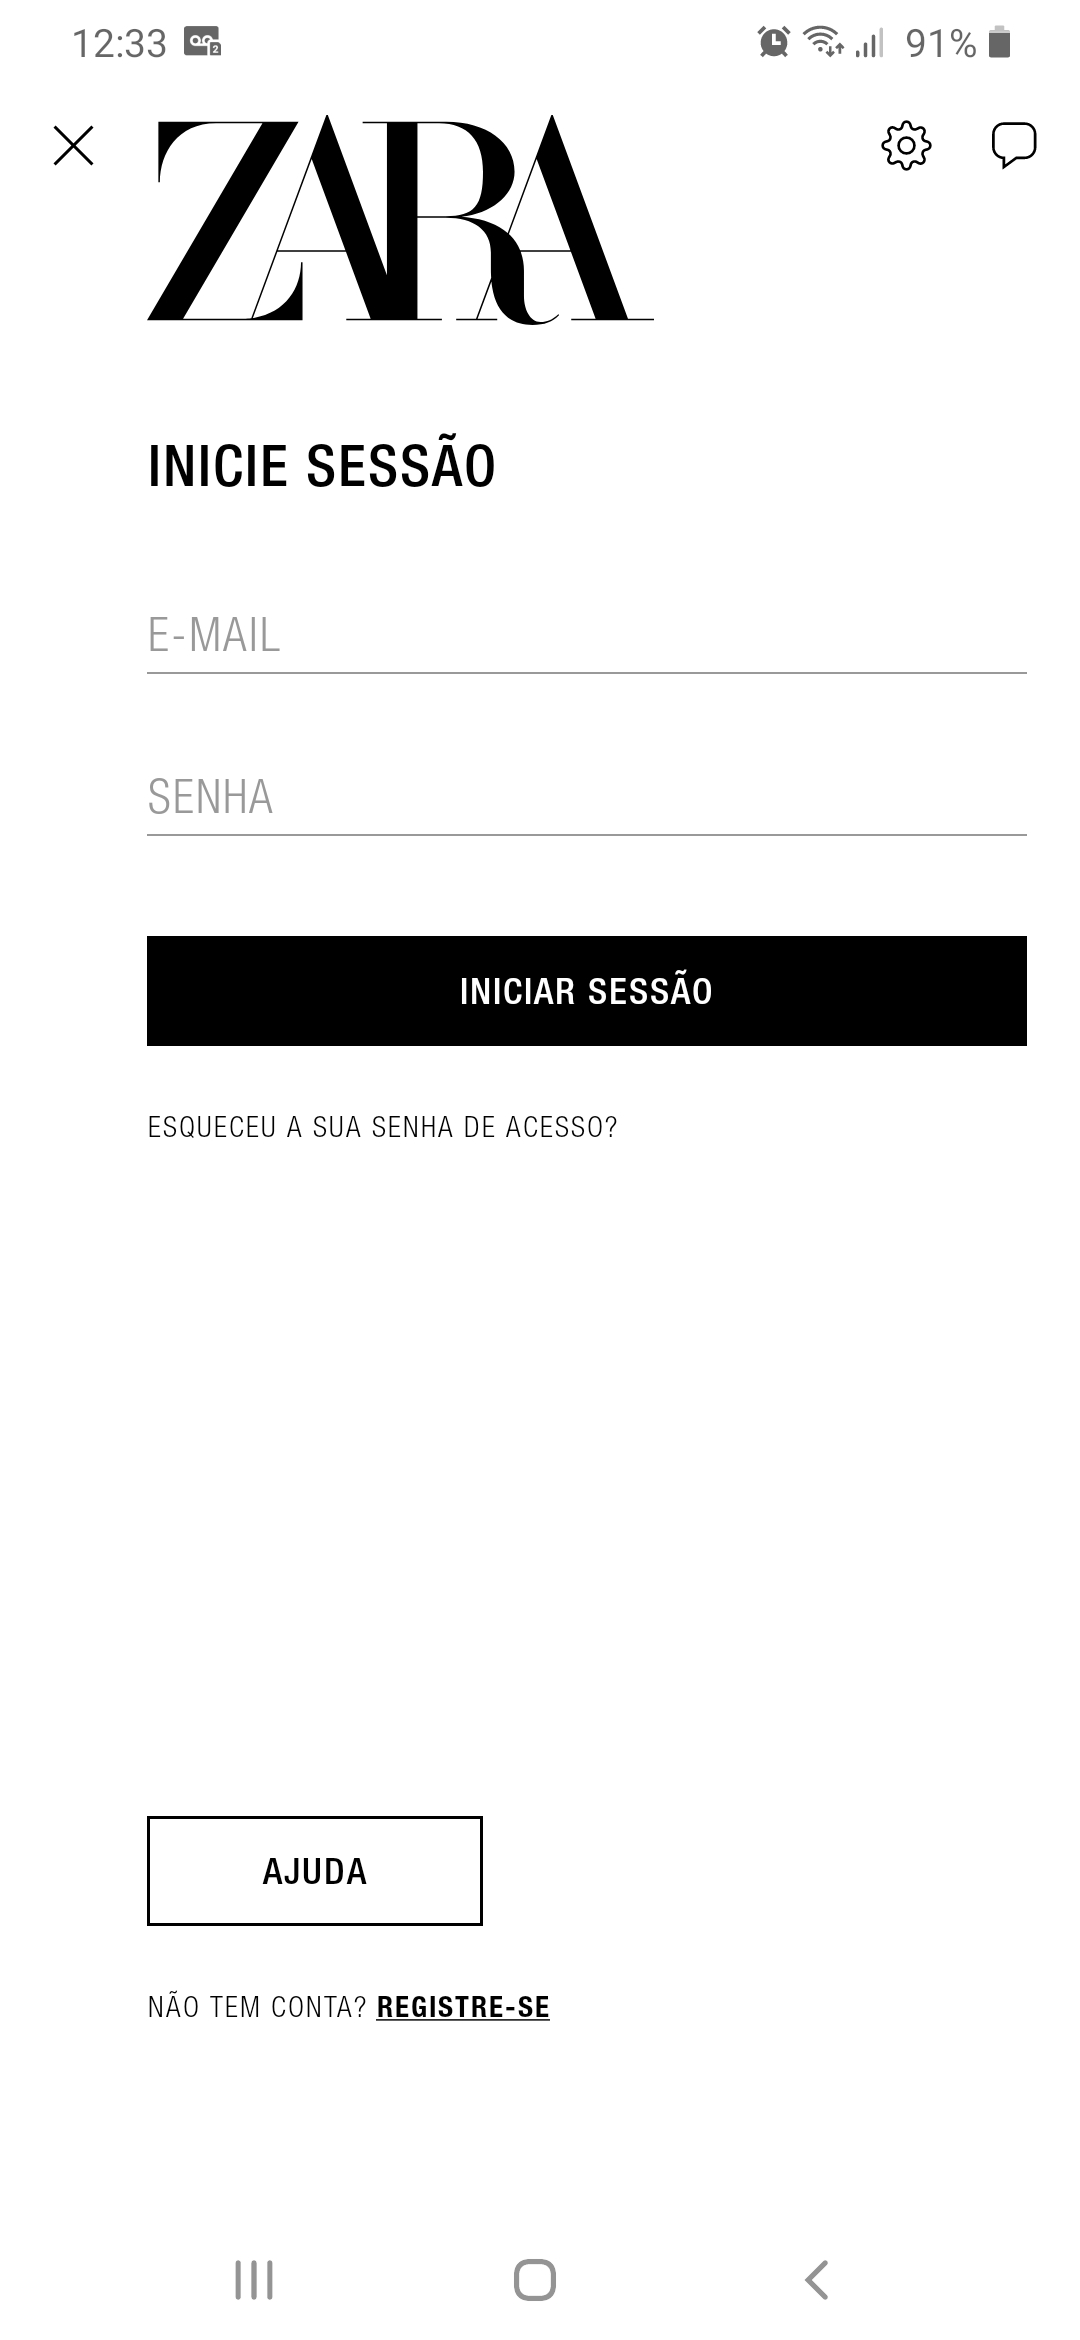 12:33 2 91%
ZARA
INICIE SESSÃO
E-MAIL
SENHA
INICIAR SESSÃO
ESQUECEU A SUA SENHA DE ACESSO?
AJUDA
NÃO TEM CONTA? REGISTRE-SE